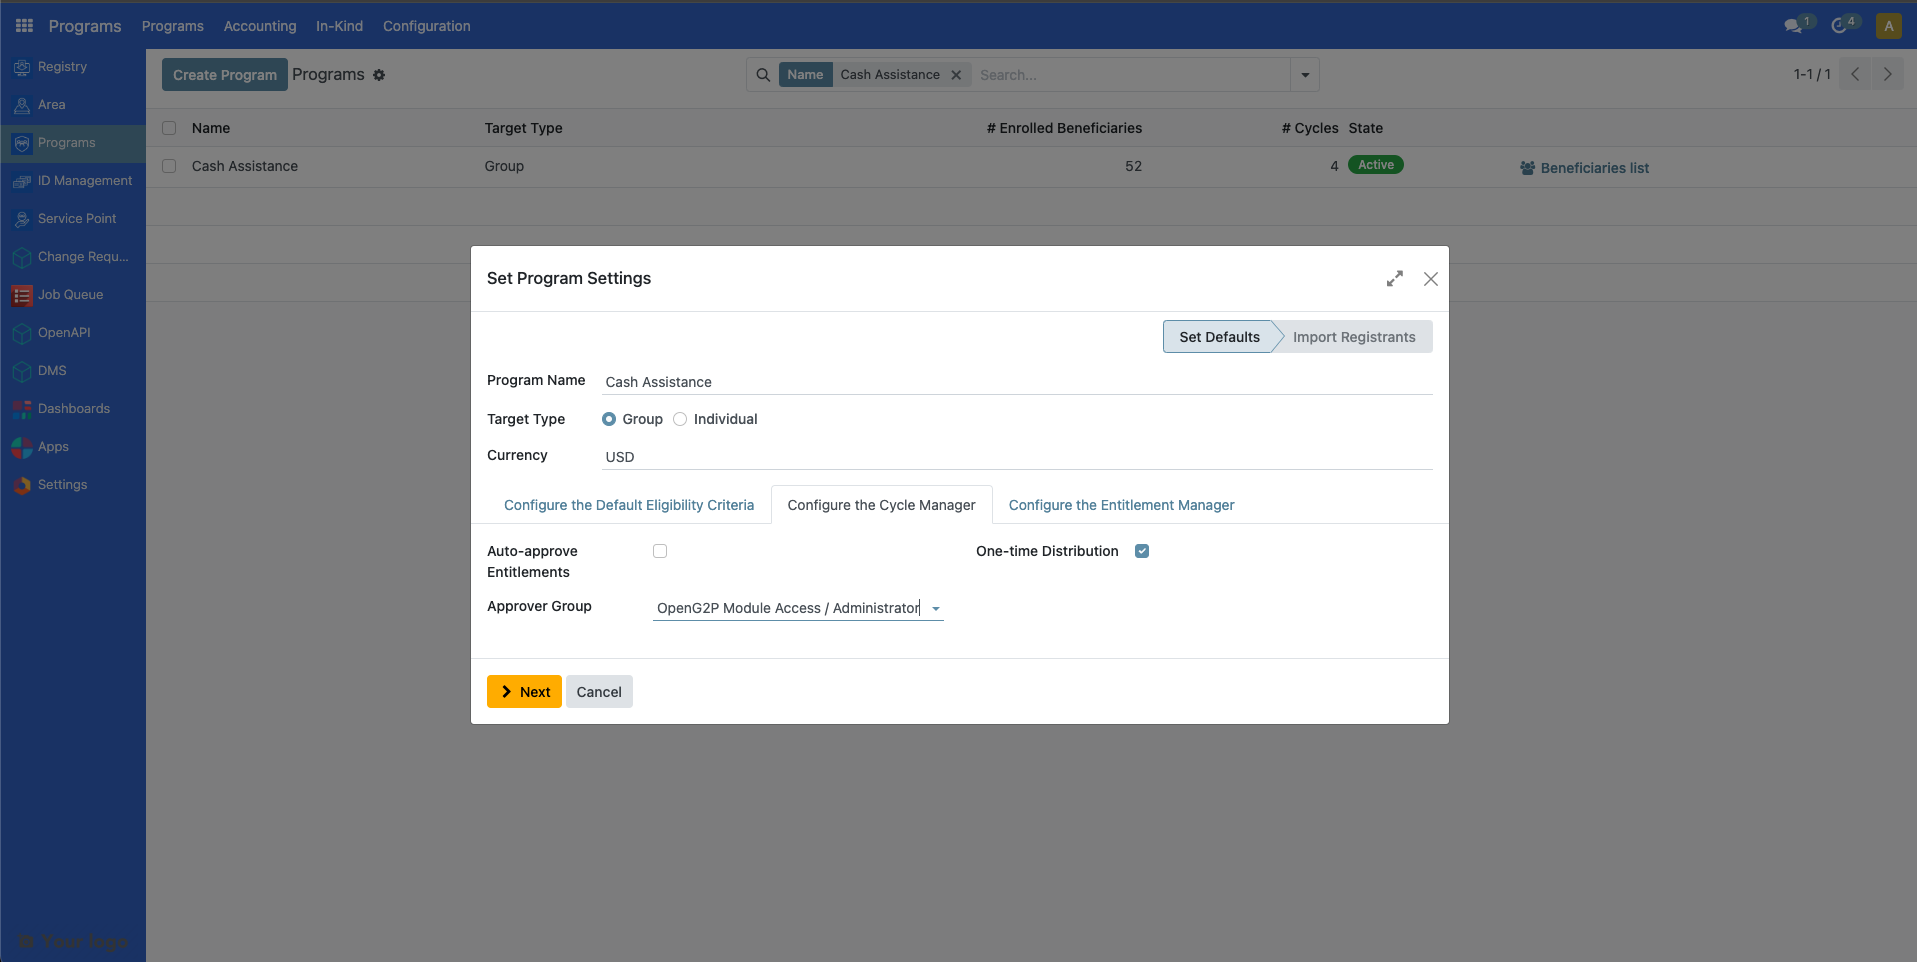 Programs Programs Accounting In-Kind Configuration 1 4 A
Registry
Area
Programs
ID Management
Service Point
Change Requ...
Job Queue
OpenAPI
DMS
Dashboards
Apps
Settings
Your logo
Create Program Programs Name Cash Assistance Search... 1-1 / 1
Name Target Type # Enrolled Beneficiaries # Cycles State
Cash Assistance Group 52 4 Active Beneficiaries list
Set Program Settings
Set Defaults Import Registrants
Program Name Cash Assistance
Target Type Group Individual
Currency USD
Configure the Default Eligibility Criteria Configure the Cycle Manager Configure the Entitlement Manager
Auto-approve Entitlements One-time Distribution
Approver Group OpenG2P Module Access / Administrator
Next Cancel